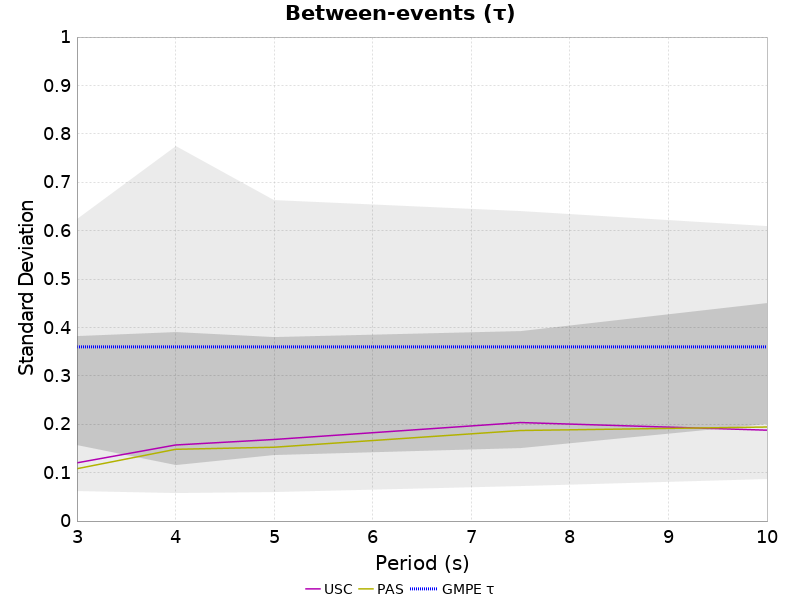 Between-events (τ)
1
0.9
0.8
0.7
0.6
0.5
0.4
0.3
0.2
0.1
0
Standard Deviation
3 4 5 6 7 8 9 10
Period (s)
USC PAS GMPE τ